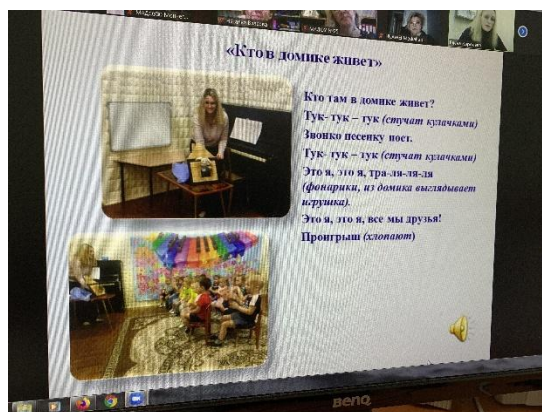 «Кто в домике живет»
Кто там в домике живет?
Тук- тук – тук (стучат кулачками)
Звонко песенку поет.
Тук- тук – тук (стучат кулачками)
Это я, это я, тра-ля-ля-ля
(фонарики, из домика выглядывает
игрушка).
Это я, это я, все мы друзья!
Проигрыш (хлопают)
BenQ